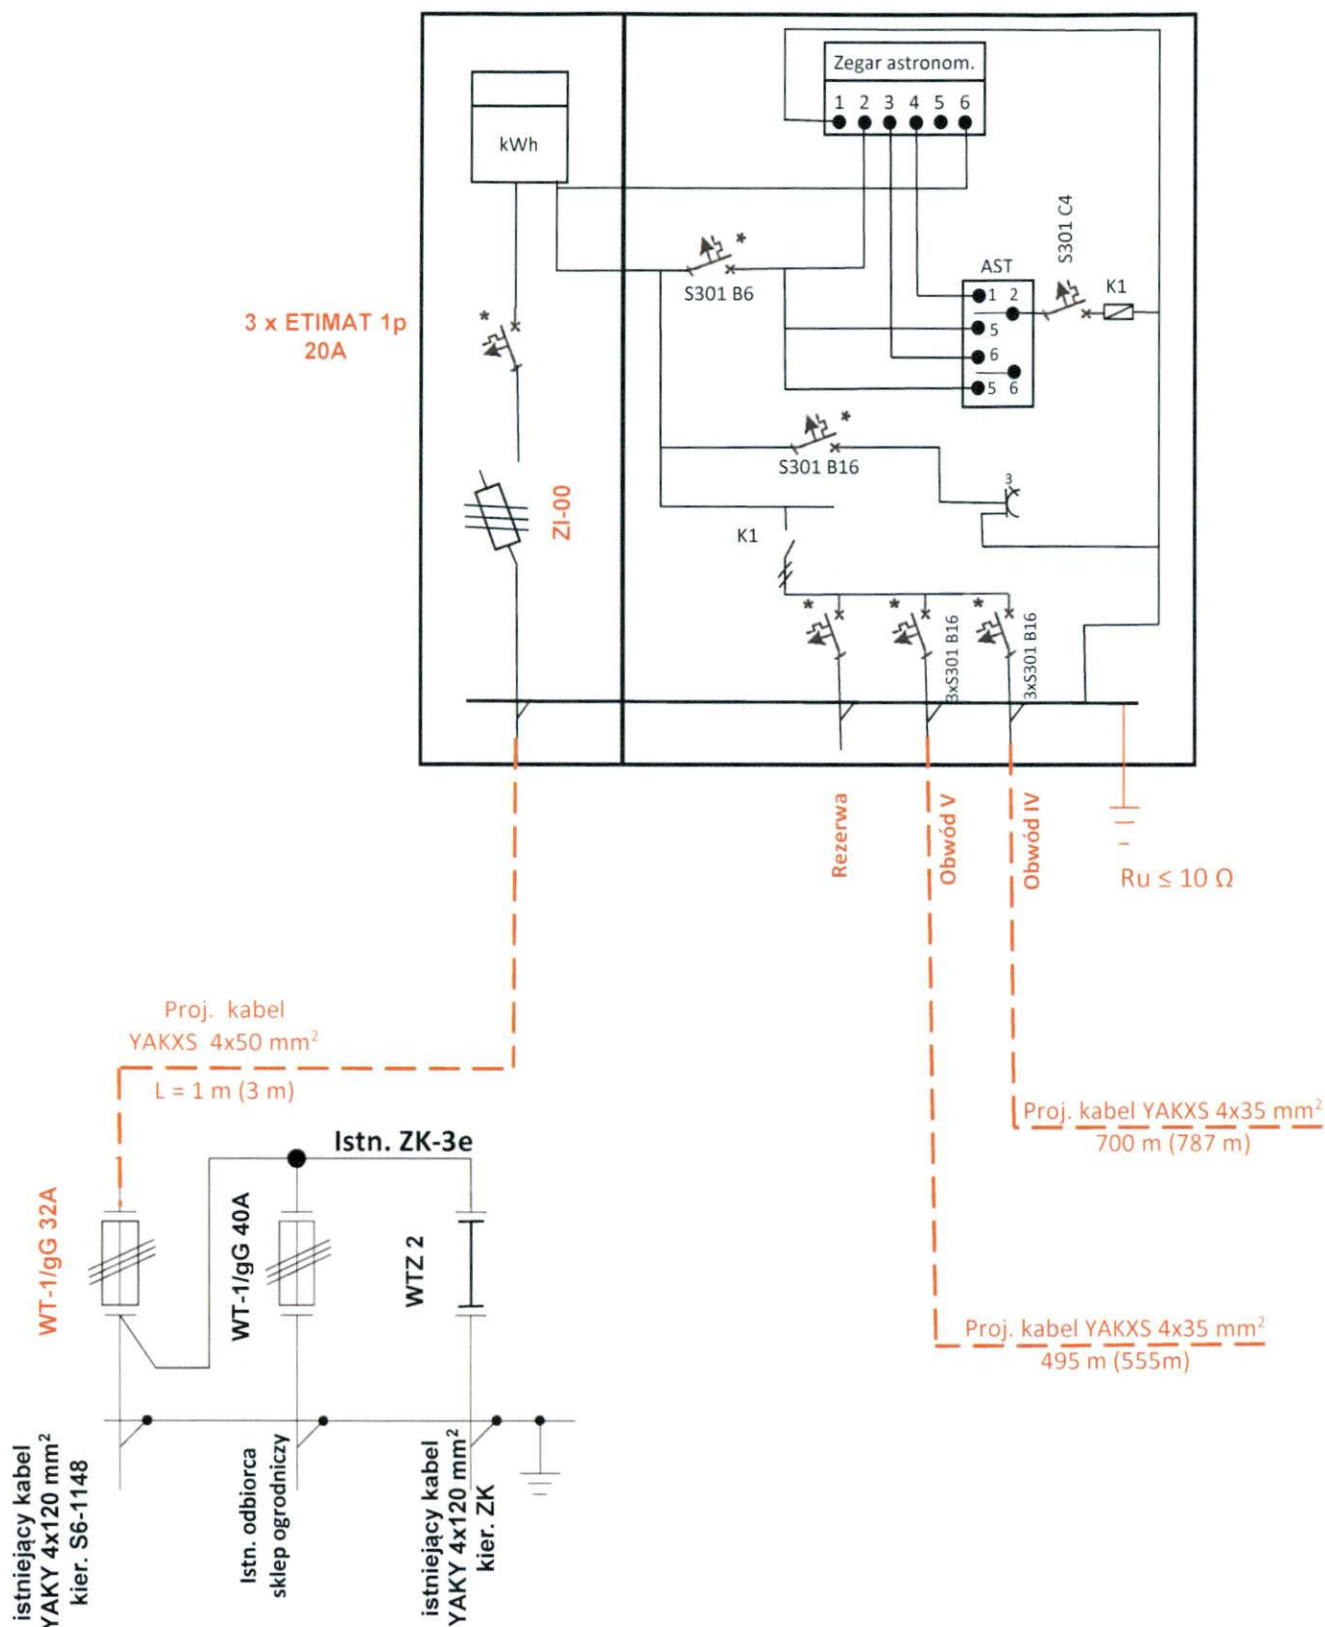 Zegar astronom.
1 2 3 4 5 6
kWh
S301 C4
S301 B6
AST
1 2
5
6
5 6
K1
3 x ETIMAT 1p
20A
*
*
S301 B16
*
3
ZI-00
K1
*
*
*
3xS301 B16
3xS301 B16
Rezerwa
Obwód V
Obwód IV
Ru ≤ 10 Ω
Proj. kabel
YAKXS 4x50 mm²
L = 1 m (3 m)
Proj. kabel YAKXS 4x35 mm²
700 m (787 m)
Istn. ZK-3e
WT-1/gG 32A
WT-1/gG 40A
WTZ 2
Proj. kabel YAKXS 4x35 mm²
495 m (555m)
istniejący kabel
YAKY 4x120 mm²
kier. S6-1148
Istn. odbiorca
sklep ogrodniczy
istniejący kabel
YAKY 4x120 mm²
kier. ZK